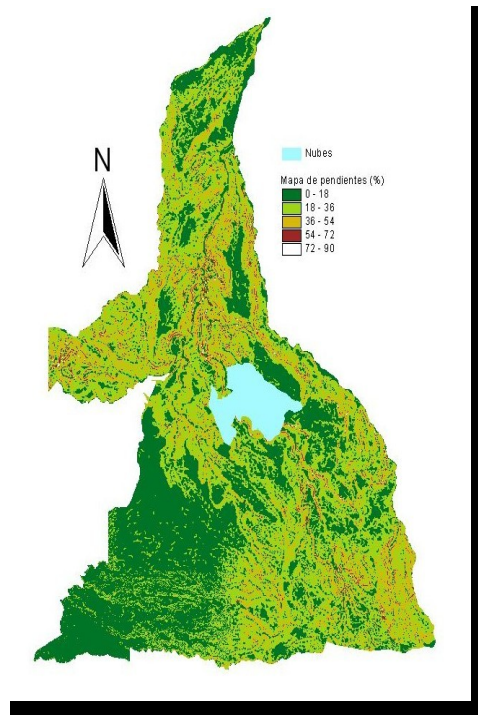 N
Nubes
Mapa de pendientes (%)
0 - 18
18 - 36
36 - 54
54 - 72
72 - 90